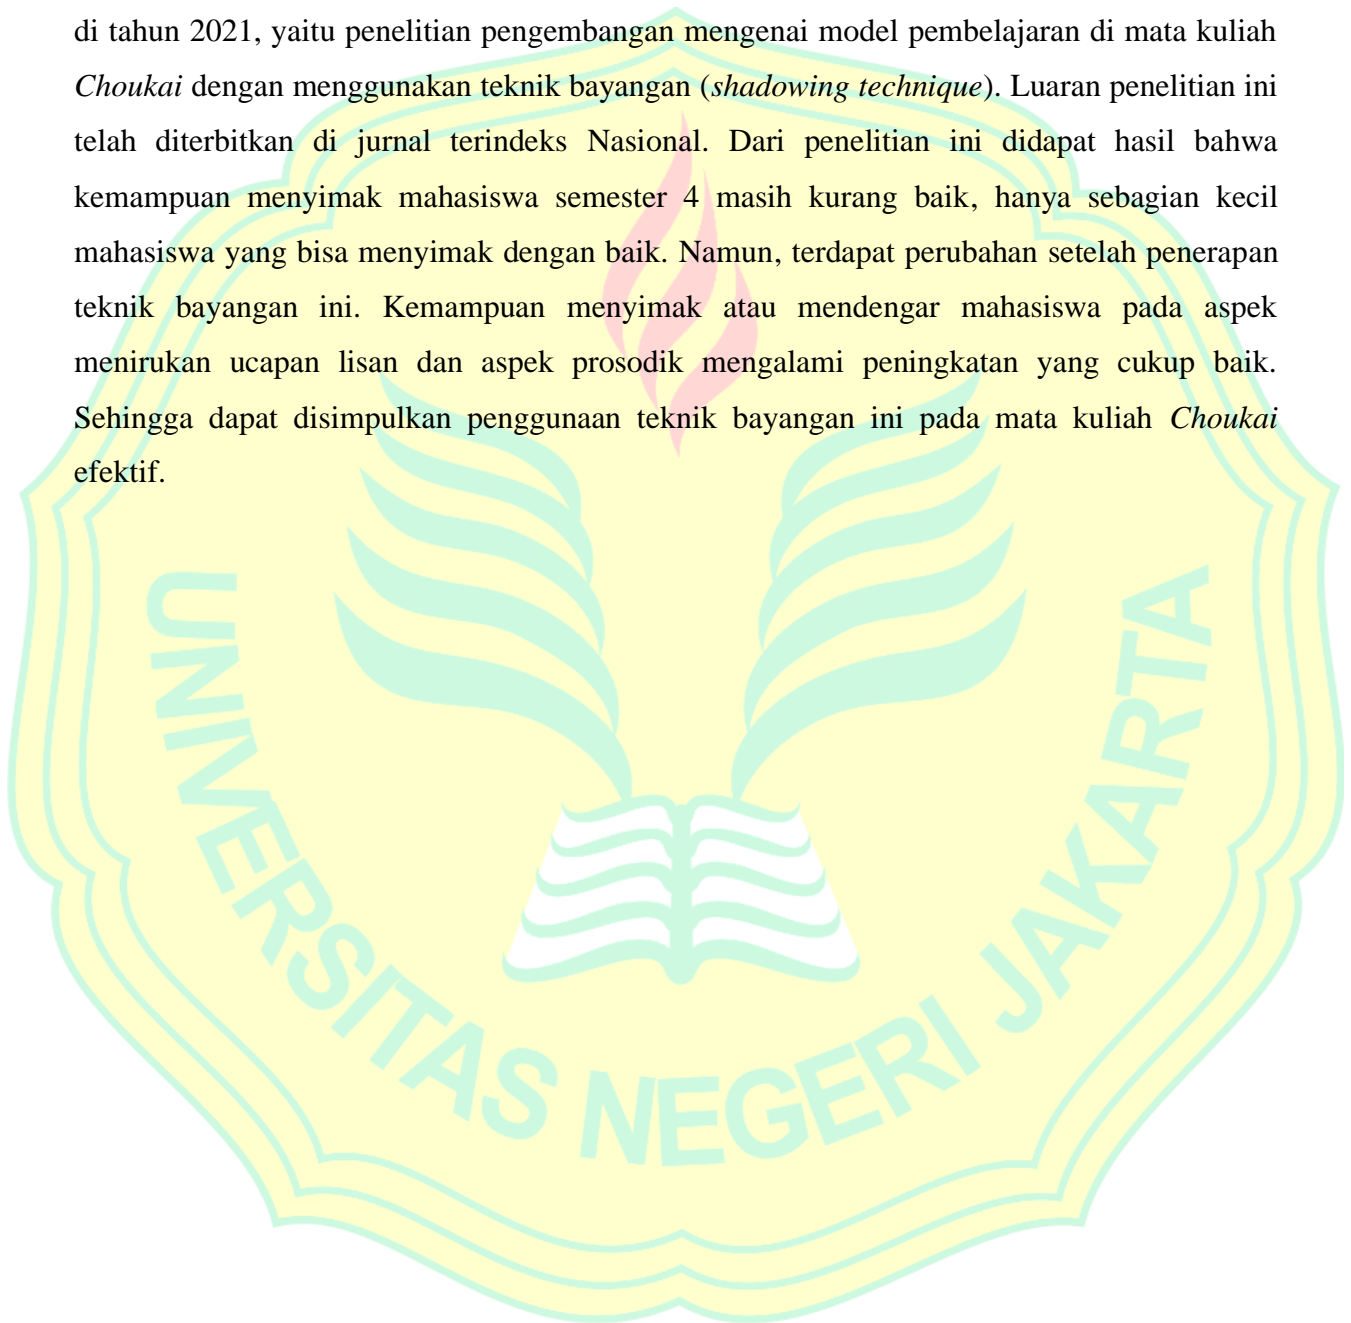 di tahun 2021, yaitu penelitian pengembangan mengenai model pembelajaran di mata kuliah
Choukai dengan menggunakan teknik bayangan (shadowing technique). Luaran penelitian ini
telah diterbitkan di jurnal terindeks Nasional. Dari penelitian ini didapat hasil bahwa
kemampuan menyimak mahasiswa semester 4 masih kurang baik, hanya sebagian kecil
mahasiswa yang bisa menyimak dengan baik. Namun, terdapat perubahan setelah penerapan
teknik bayangan ini. Kemampuan menyimak atau mendengar mahasiswa pada aspek
menirukan ucapan lisan dan aspek prosodik mengalami peningkatan yang cukup baik.
Sehingga dapat disimpulkan penggunaan teknik bayangan ini pada mata kuliah Choukai
efektif.
UNIVERSITAS NEGERI JAKARTA